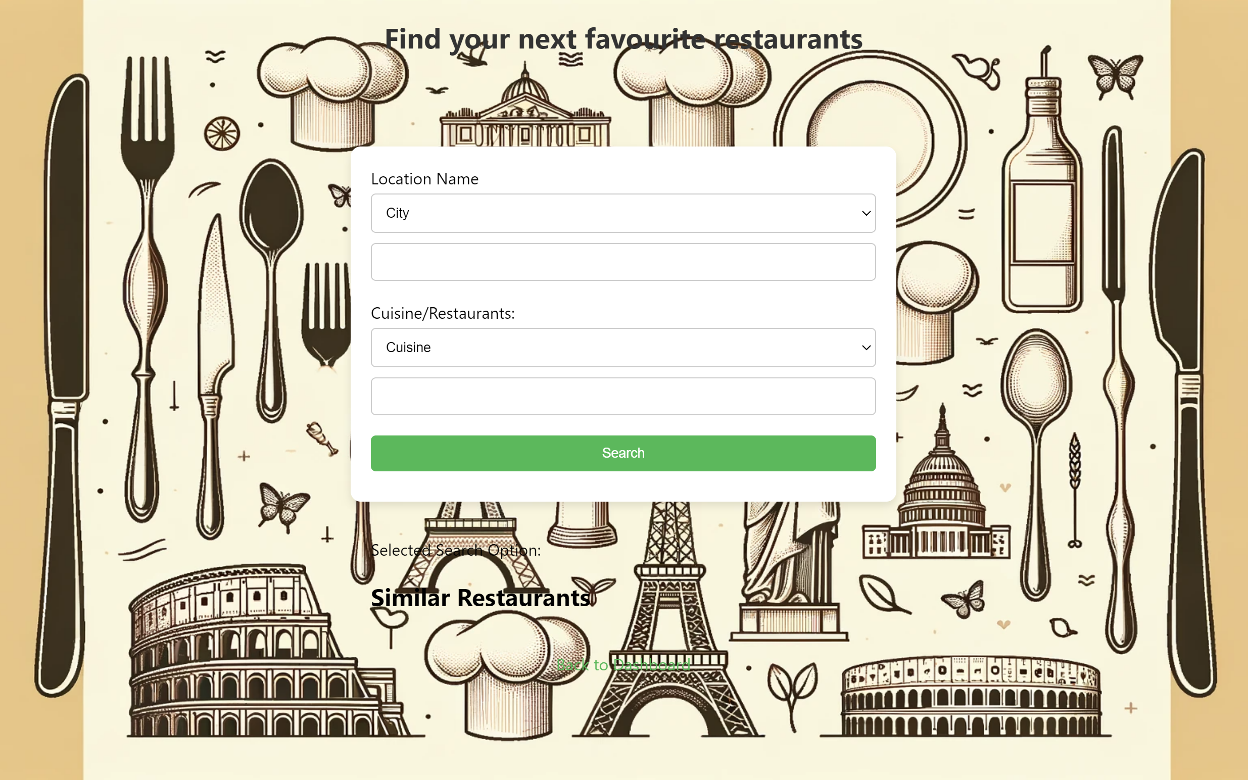 Find your next favourite restaurants
Location Name
City
Cuisine/Restaurants:
Cuisine
Search
Selected Search Option:
Similar Restaurants
Back to Dashboard